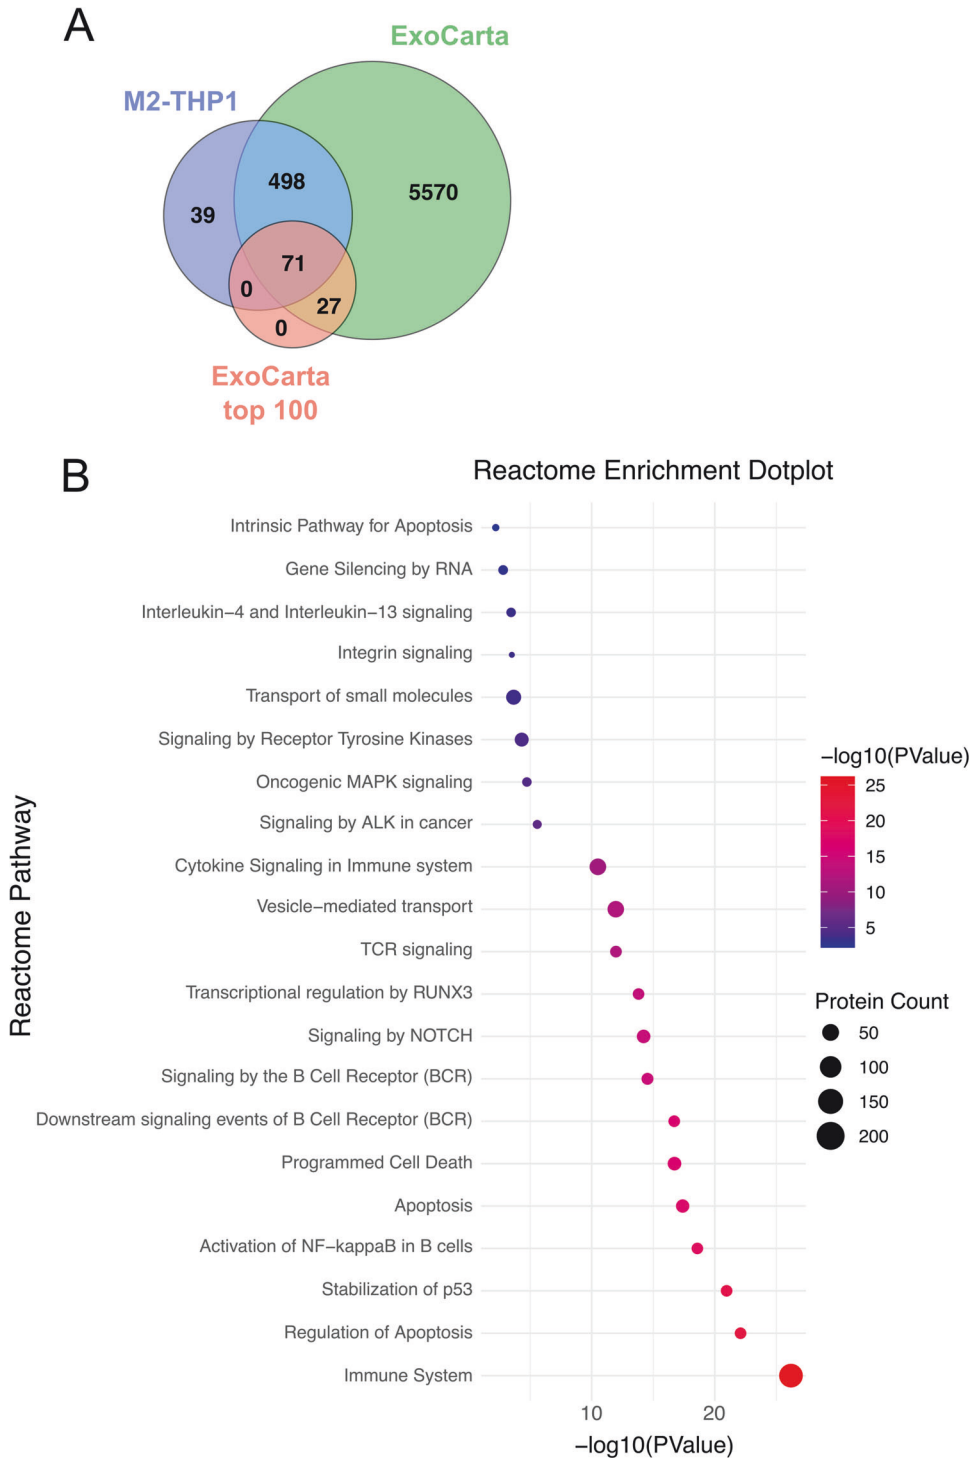 A
ExoCarta
M2-THP1
498
5570
39
71
0
27
0
ExoCarta
top 100
B
Reactome Enrichment Dotplot
Reactome Pathway
Intrinsic Pathway for Apoptosis
Gene Silencing by RNA
Interleukin−4 and Interleukin−13 signaling
Integrin signaling
Transport of small molecules
Signaling by Receptor Tyrosine Kinases
Oncogenic MAPK signaling
Signaling by ALK in cancer
Cytokine Signaling in Immune system
Vesicle−mediated transport
TCR signaling
Transcriptional regulation by RUNX3
Signaling by NOTCH
Signaling by the B Cell Receptor (BCR)
Downstream signaling events of B Cell Receptor (BCR)
Programmed Cell Death
Apoptosis
Activation of NF−kappaB in B cells
Stabilization of p53
Regulation of Apoptosis
Immune System
10
20
−log10(PValue)
−log10(PValue)
25
20
15
10
5
Protein Count
50
100
150
200